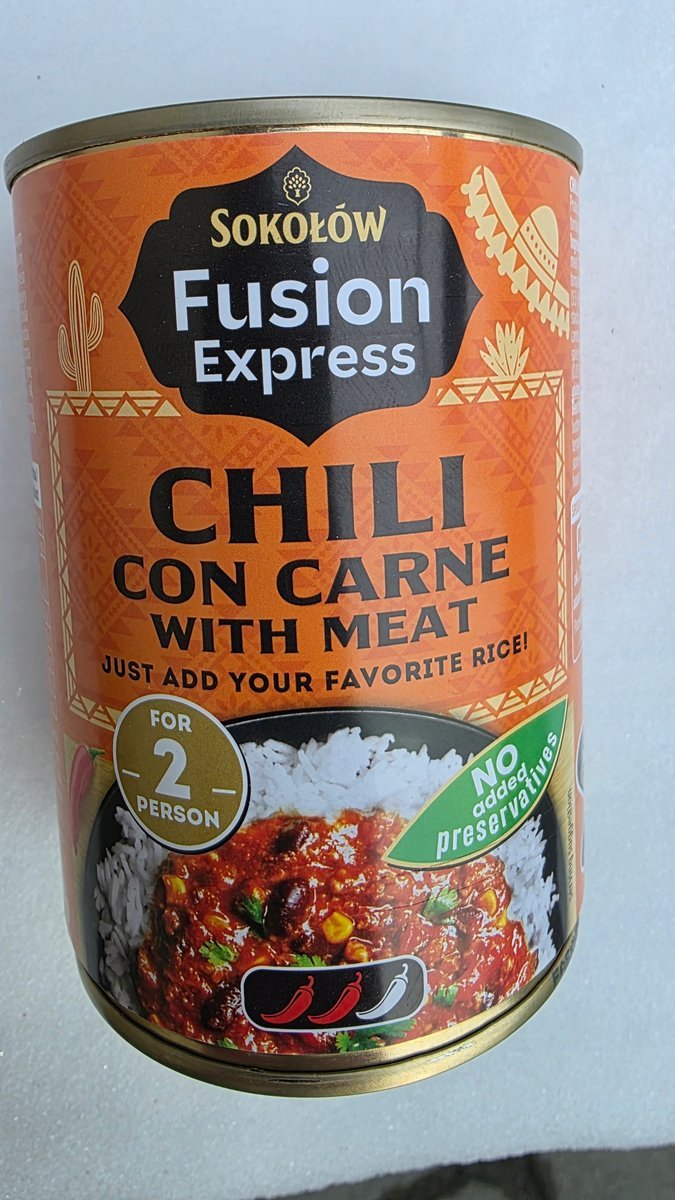 SOKOŁÓW
Fusion
Express
CHILI
CON CARNE
WITH MEAT
JUST ADD YOUR FAVORITE RICE!
FOR
2
PERSON
NO
added
preservatives